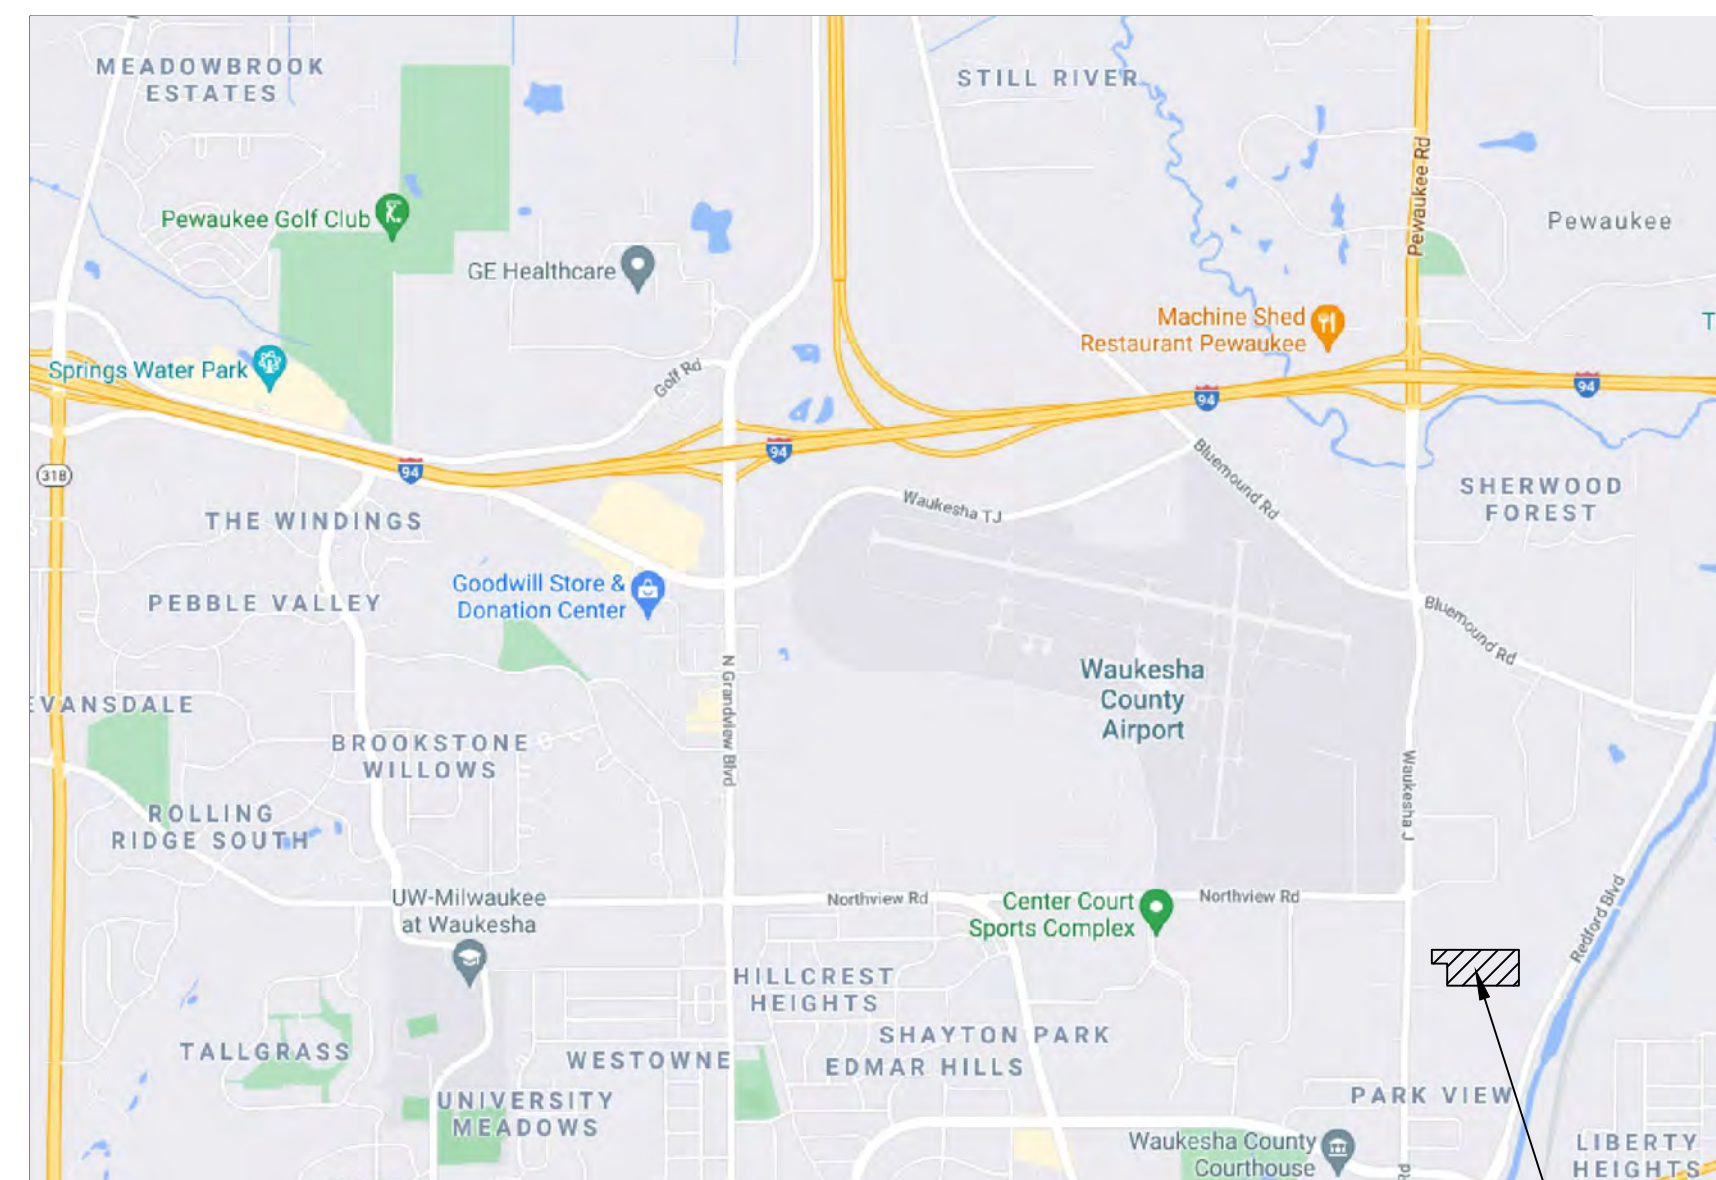 MEADOWBROOK
ESTATES
STILL RIVER
Pewaukee Rd
Pewaukee Golf Club
Pewaukee
GE Healthcare
Machine Shed
Restaurant Pewaukee
Springs Water Park
Golf Rd
94
94
94
94
318
Bluemound Rd
SHERWOOD
FOREST
Waukesha TJ
THE WINDINGS
Goodwill Store &
Donation Center
PEBBLE VALLEY
Bluemound Rd
N Grandview Blvd
Waukesha
County
Airport
EVANSDALE
BROOKSTONE
WILLOWS
Waukesha J
ROLLING
RIDGE SOUTH
UW-Milwaukee
at Waukesha
Northview Rd
Center Court
Sports Complex
Northview Rd
Redford Blvd
HILLCREST
HEIGHTS
SHAYTON PARK
TALLGRASS
WESTOWNE
EDMAR HILLS
PARK VIEW
UNIVERSITY
MEADOWS
Waukesha County
Courthouse
LIBERTY
HEIGHTS